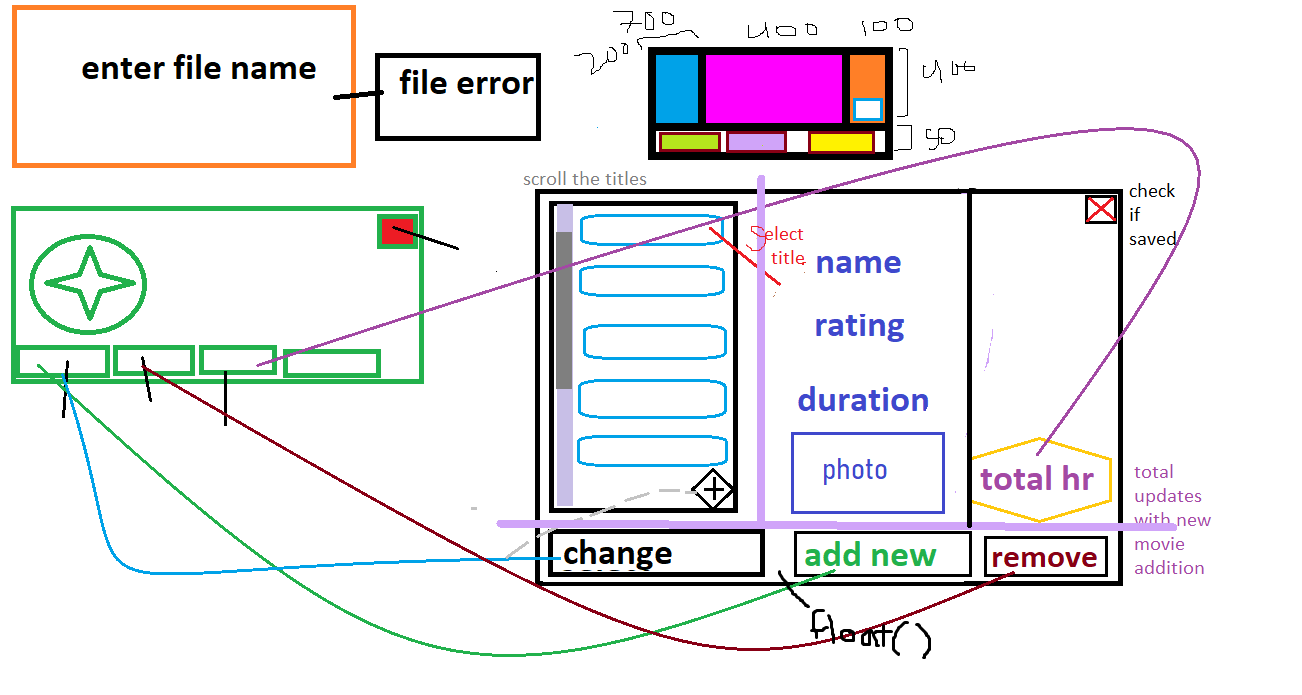 enter file name
file error
700
200
400
100
400
50
scroll the titles
check
if
saved
Select
title
name
rating
duration
photo
total hr
total
updates
with new
movie
addition
change
add new
remove
float()